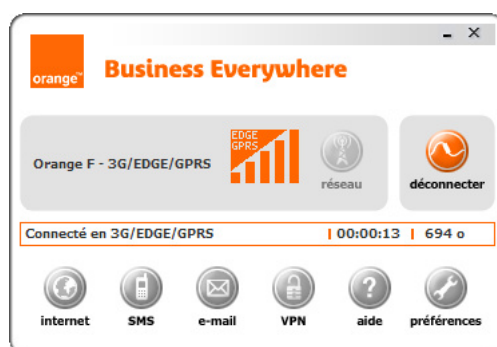 orange™
Business Everywhere
Orange F - 3G/EDGE/GPRS
EDGE
GPRS
réseau
déconnecter
Connecté en 3G/EDGE/GPRS | 00:00:13 | 694 o
internet SMS e-mail VPN aide préférences